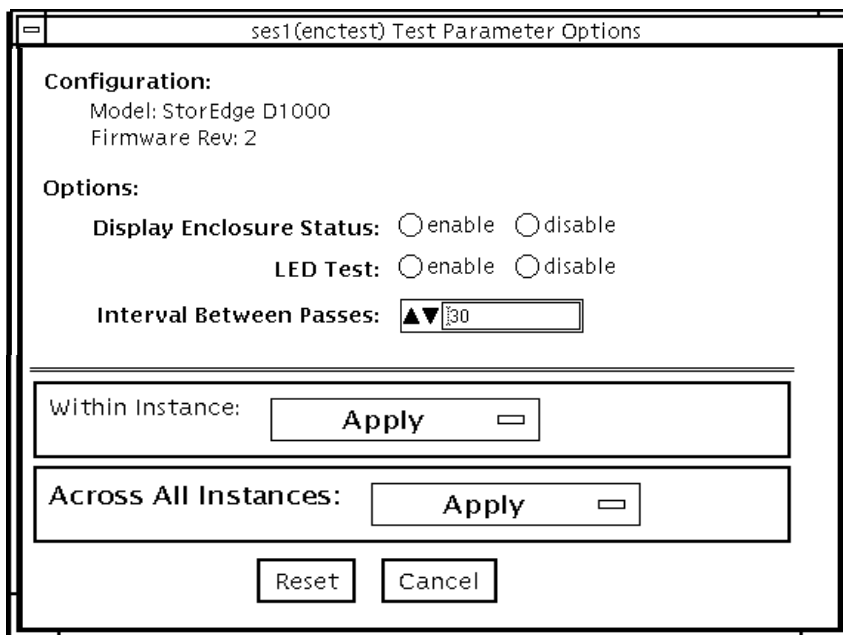 ses1(enctest) Test Parameter Options
Configuration:
Model: StorEdge D1000
Firmware Rev: 2
Options:
Display Enclosure Status: enable disable
LED Test: enable disable
Interval Between Passes: 30
Within Instance: Apply
Across All Instances: Apply
Reset Cancel